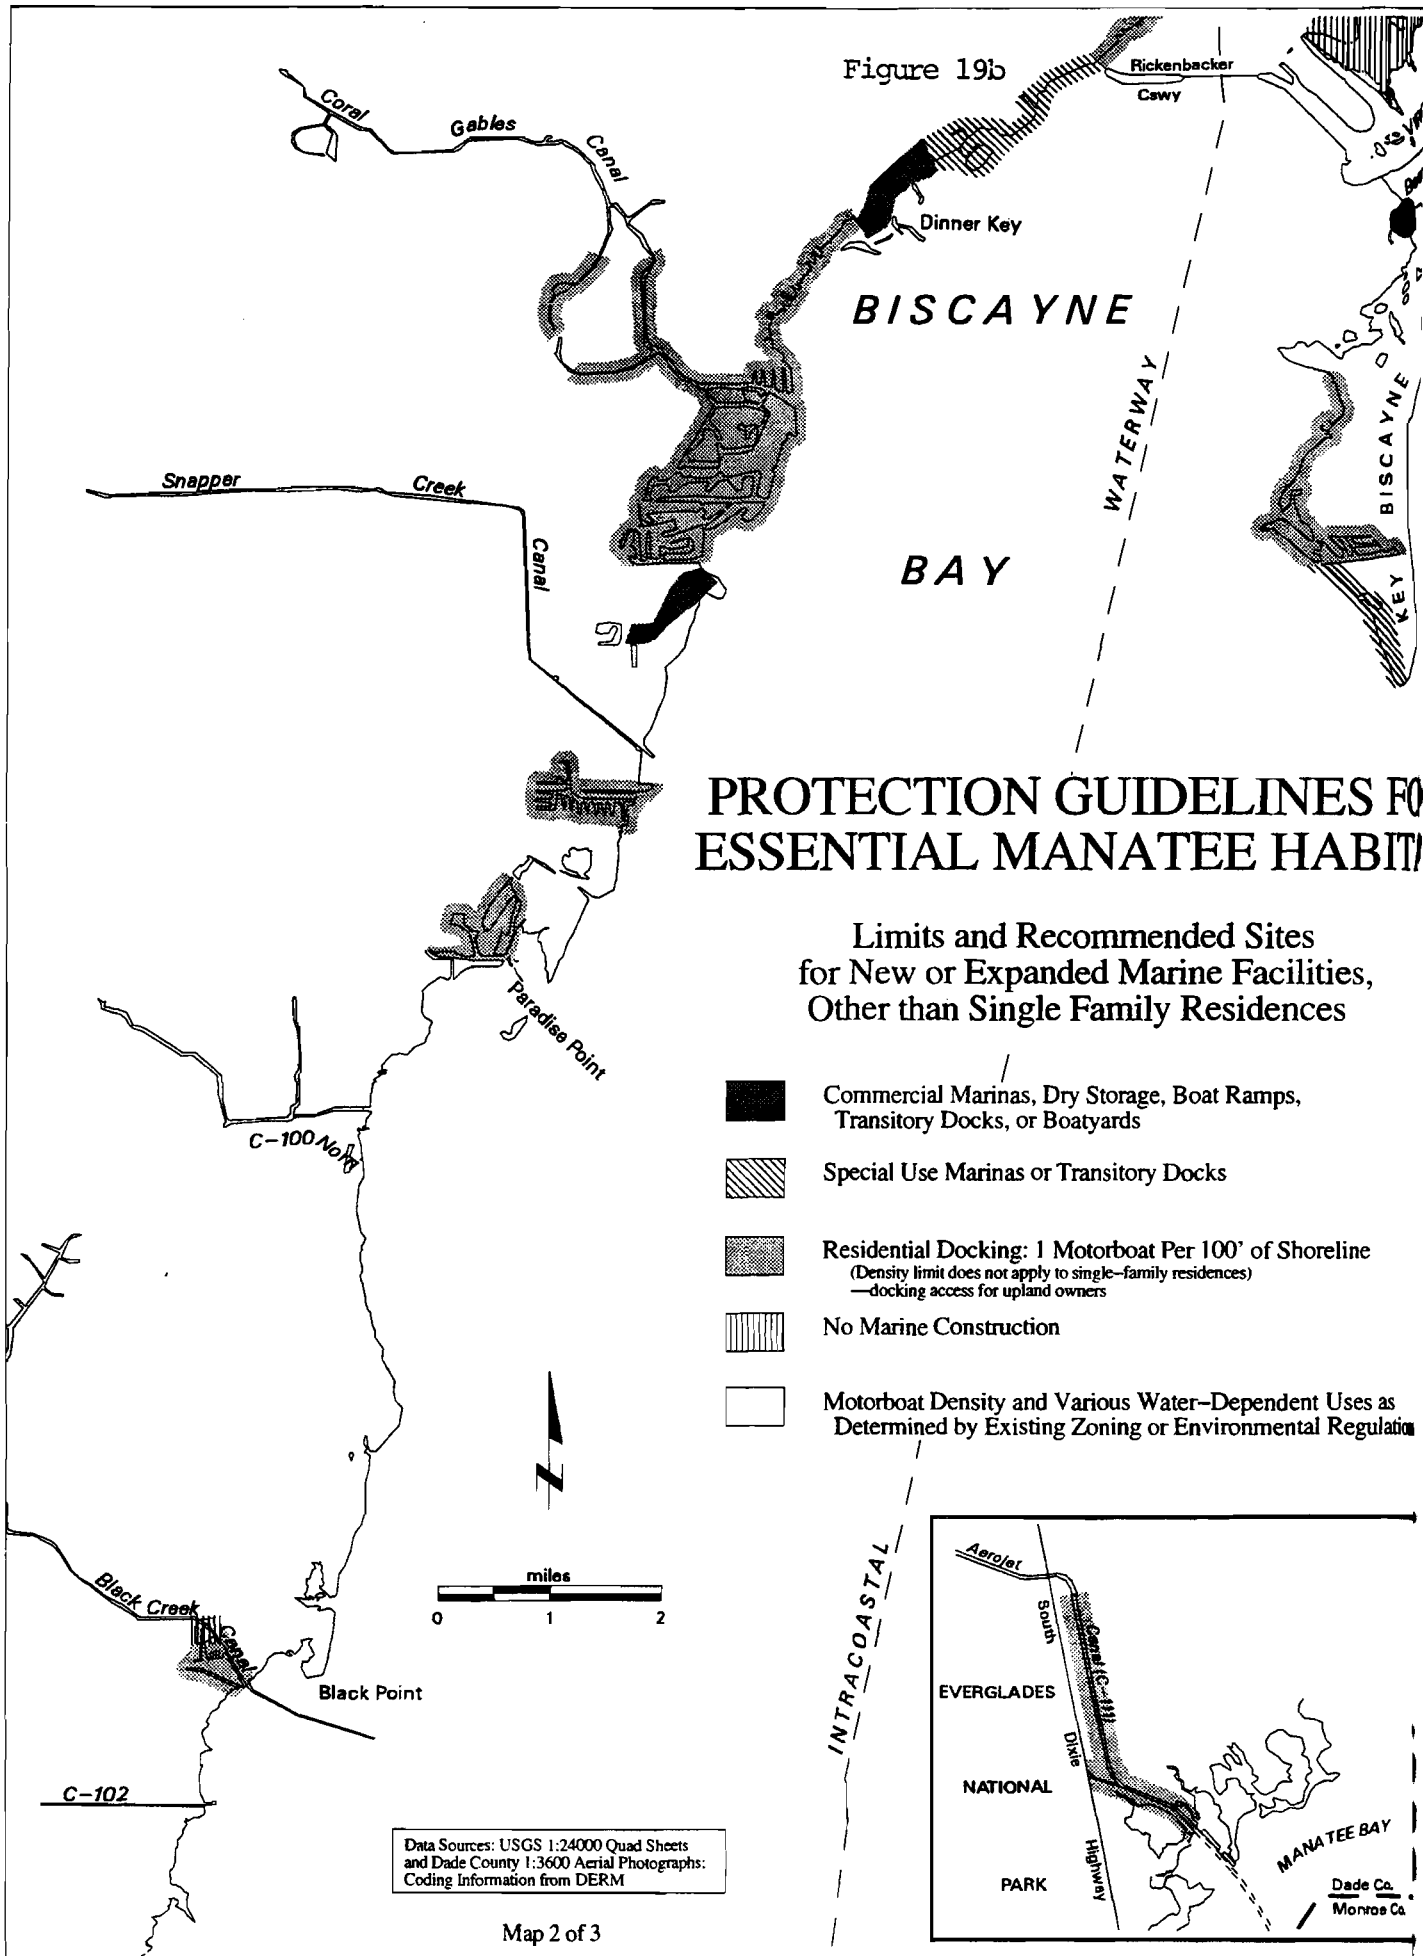 Figure 19b
Rickenbacker
Cswy
Coral
Gables
Canal
Dinner Key
BISCAYNE
WATERWAY
KEY BISCAYNE
Snapper
Creek
Canal
BAY
PROTECTION GUIDELINES
ESSENTIAL MANATEE
Limits and Recommended Sites
for New or Expanded Marine Facilities,
Other than Single Family Residences
Paradise Point
Commercial Marinas, Dry Storage, Boat Ramps,
Transitory Docks, or Boatyards
C-100
Special Use Marinas or Transitory Docks
Residential Docking: 1 Motorboat Per 100' of Shoreline
(Density limit does not apply to single-family residences)
—docking access for upland owners
No Marine Construction
Motorboat Density and Various Water-Dependent Uses as
Determined by Existing Zoning or Environmental
N
miles
0 1 2
Black Creek
Canal
Black Point
C-102
INTRACOASTAL
Aerojet
Canal (C-111)
South
Dixie
Highway
EVERGLADES
NATIONAL
PARK
MANATEE BAY
Dade Co.
Monroe Co.
Data Sources: USGS 1:24000 Quad Sheets
and Dade County 1:3600 Aerial Photographs:
Coding Information from DERM
Map 2 of 3